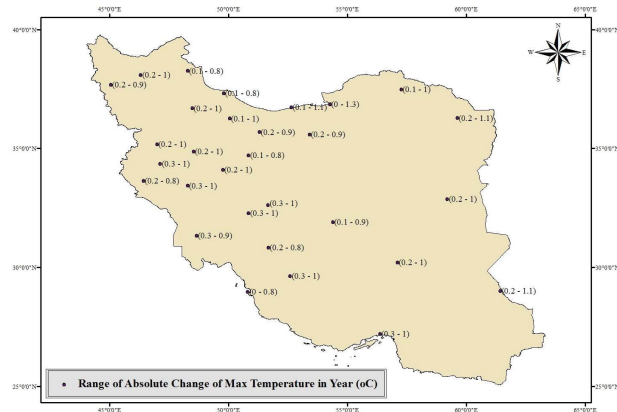 45°0'0"E 50°0'0"E 55°0'0"E 60°0'0"E 65°0'0"E
40°0'0"N 40°0'0"N
N
W E
S
(0.2 - 1) (0.1 - 0.8)
(0.2 - 0.9) (0.1 - 0.8) (0.1 - 1)
(0.2 - 1) (0.1 - 1.1) (0 - 1.3)
(0.1 - 1) (0.2 - 1.1)
(0.2 - 0.9) (0.2 - 0.9)
35°0'0"N (0.2 - 1) (0.2 - 1) (0.1 - 0.8) 35°0'0"N
(0.3 - 1) (0.2 - 1)
(0.2 - 0.8) (0.3 - 1)
(0.2 - 1)
(0.3 - 1)
(0.3 - 1) (0.1 - 0.9)
(0.3 - 0.9)
(0.2 - 0.8)
(0.2 - 1)
30°0'0"N 30°0'0"N
(0.3 - 1)
(0 - 0.8) (0.2 - 1.1)
(0.3 - 1)
Range of Absolute Change of Max Temperature in Year (oC)
25°0'0"N 25°0'0"N
45°0'0"E 50°0'0"E 55°0'0"E 60°0'0"E 65°0'0"E